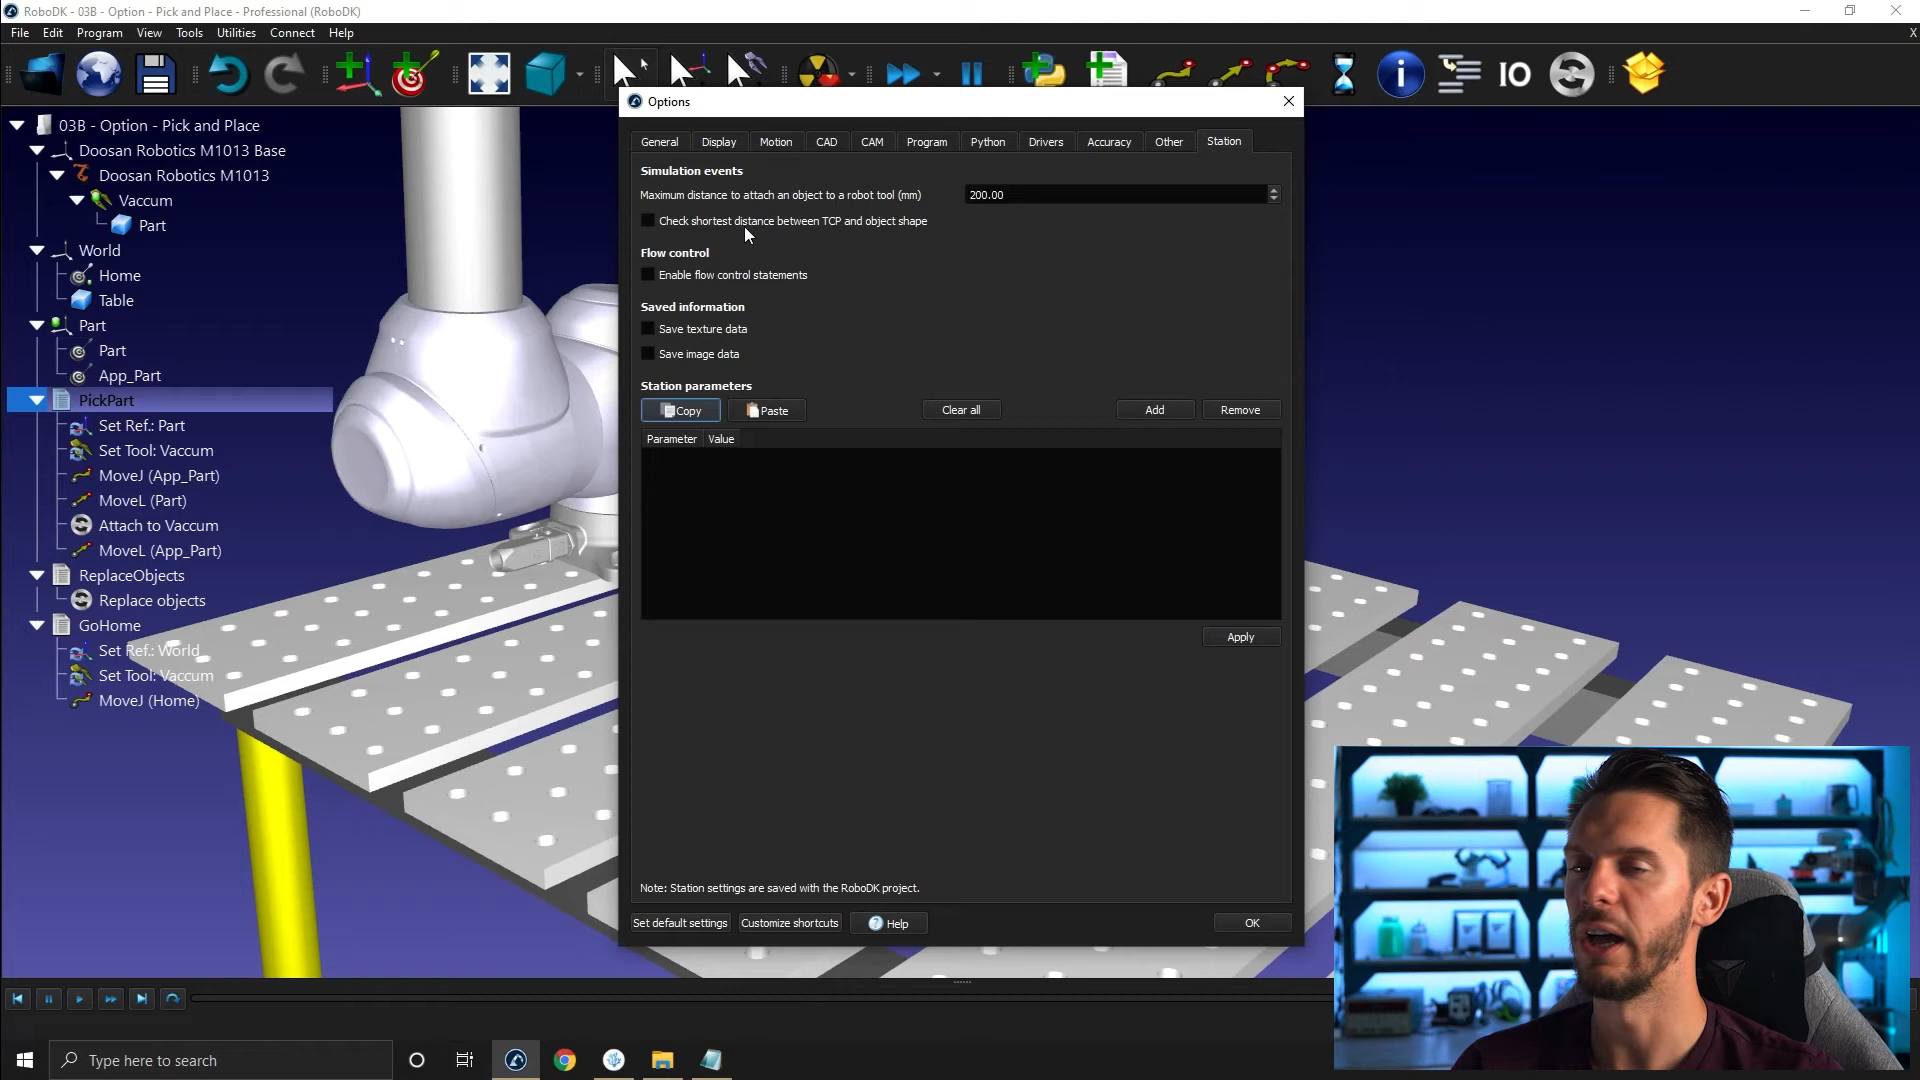 RoboDK - 03B - Option - Pick and Place - Professional (RoboDK)
File Edit Program View Tools Utilities Connect Help X
IO
Options
General Display Motion CAD CAM Program Python Drivers Accuracy Other Station
Simulation events
Maximum distance to attach an object to a robot tool (mm) 200.00
Check shortest distance between TCP and object shape
Flow control
Enable flow control statements
Saved information
Save texture data
Save image data
Station parameters
Copy Paste Clear all Add Remove
Parameter Value
Apply
Note: Station settings are saved with the RoboDK project.
Set default settings Customize shortcuts Help OK
03B - Option - Pick and Place
Doosan Robotics M1013 Base
Doosan Robotics M1013
Vaccum
Part
World
Home
Table
Part
Part
App_Part
PickPart
Set Ref.: Part
Set Tool: Vaccum
MoveJ (App_Part)
MoveL (Part)
Attach to Vaccum
MoveL (App_Part)
ReplaceObjects
Replace objects
GoHome
Set Ref.: World
Set Tool: Vaccum
MoveJ (Home)
Type here to search